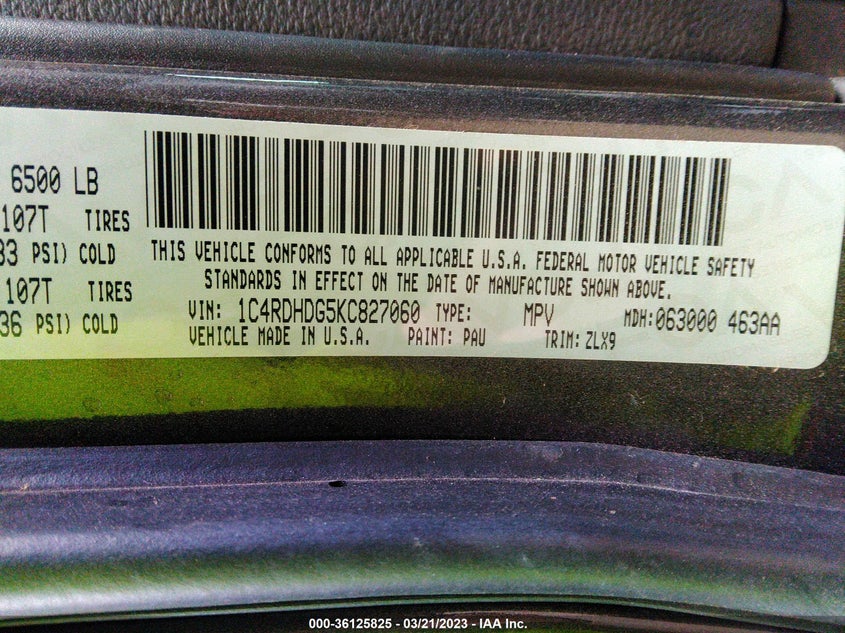 6500 LB
107T TIRES
33 PSI) COLD
107T TIRES
36 PSI) COLD
THIS VEHICLE CONFORMS TO ALL APPLICABLE U.S.A. FEDERAL MOTOR VEHICLE SAFETY
STANDARDS IN EFFECT ON THE DATE OF MANUFACTURE SHOWN ABOVE.
VIN: 1C4RDHDG5KC827060 TYPE: MPV MDH: 063000 463AA
VEHICLE MADE IN U.S.A. PAINT: PAU TRIM: ZLX9
000-36125825 - 03/21/2023 - IAA Inc.